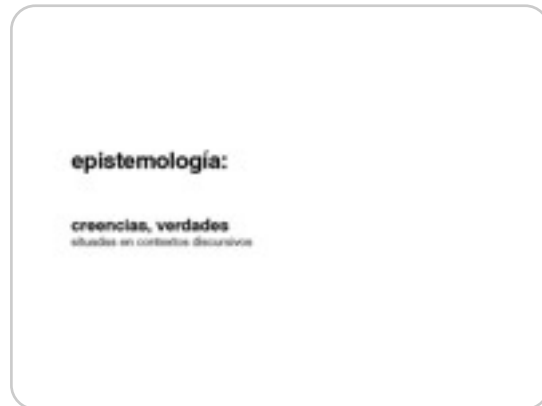 epistemología:
creencias, verdades
situadas en contextos discursivos